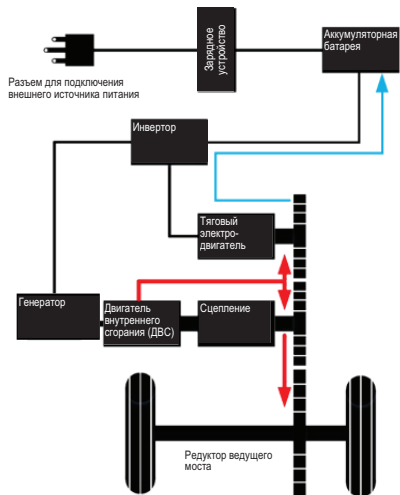 Разъем для подключения
внешнего источника питания
Зарядное
устройство
Аккумуляторная
батарея
Инвертор
Тяговый
электро-
двигатель
Генератор
Двигатель
внутреннего
сгорания (ДВС)
Сцепление
Редуктор ведущего
моста